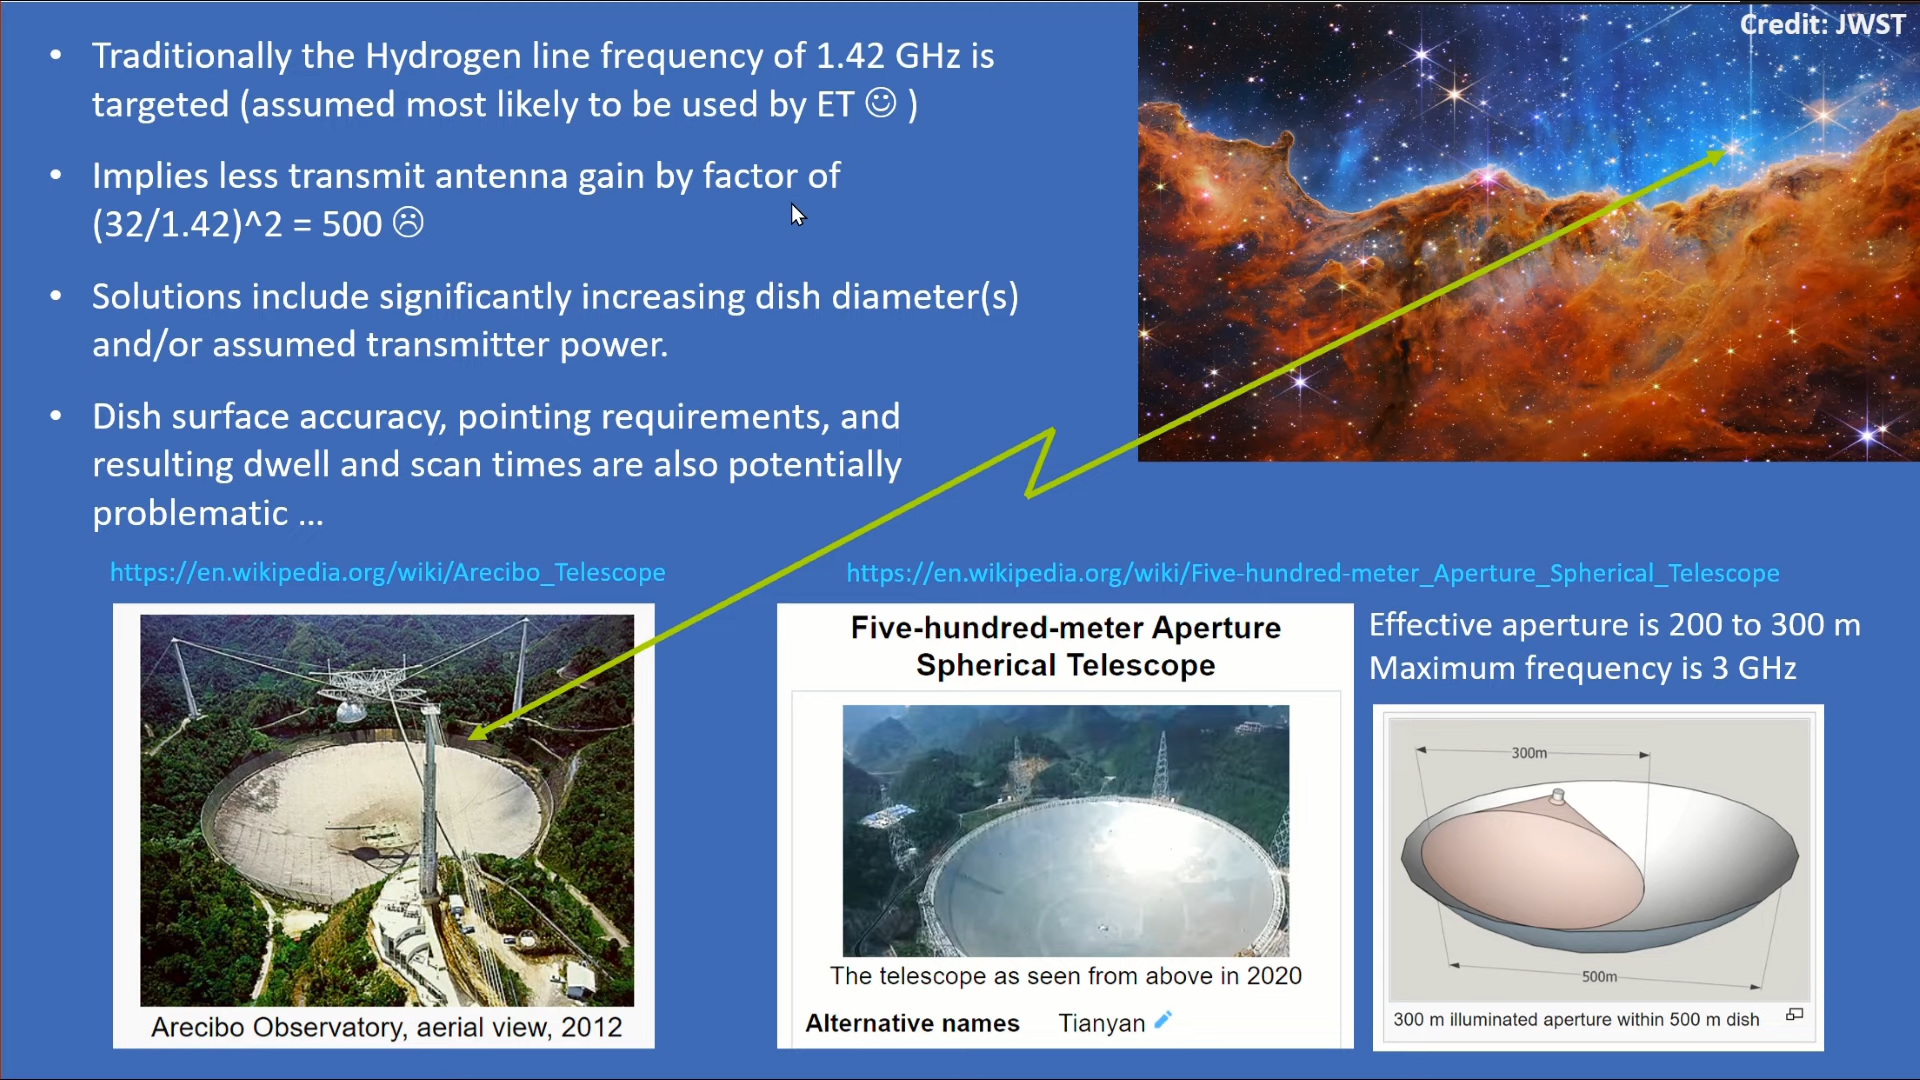 Credit: JWST
• Traditionally the Hydrogen line frequency of 1.42 GHz is
targeted (assumed most likely to be used by ET ☺ )
• Implies less transmit antenna gain by factor of
(32/1.42)^2 = 500 ☹
• Solutions include significantly increasing dish diameter(s)
and/or assumed transmitter power.
• Dish surface accuracy, pointing requirements, and
resulting dwell and scan times are also potentially
problematic ...
https://en.wikipedia.org/wiki/Arecibo_Telescope
Arecibo Observatory, aerial view, 2012
https://en.wikipedia.org/wiki/Five-hundred-meter_Aperture_Spherical_Telescope
Five-hundred-meter Aperture
Spherical Telescope
The telescope as seen from above in 2020
Alternative names Tianyan
Effective aperture is 200 to 300 m
Maximum frequency is 3 GHz
300m
500m
300 m illuminated aperture within 500 m dish